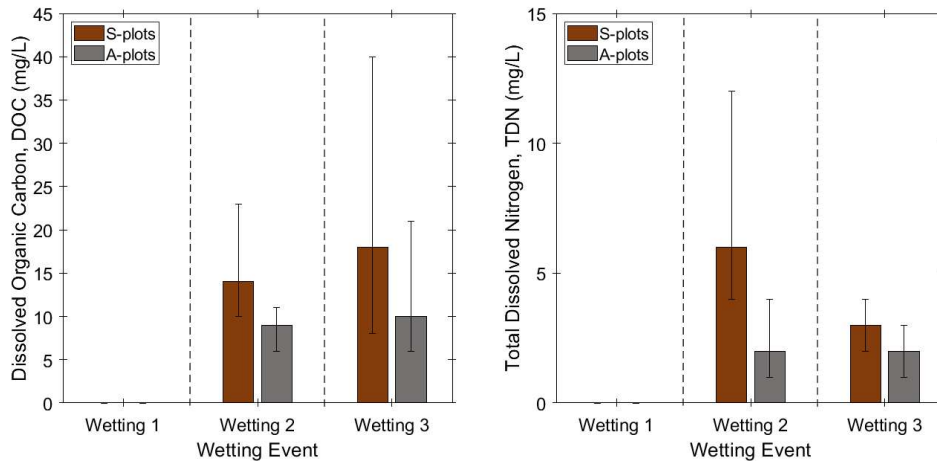 Dissolved Organic Carbon, DOC (mg/L)
45
40
35
30
25
20
15
10
5
0
S-plots
A-plots
Wetting 1
Wetting 2
Wetting 3
Wetting Event
Total Dissolved Nitrogen, TDN (mg/L)
15
10
5
0
S-plots
A-plots
Wetting 1
Wetting 2
Wetting 3
Wetting Event